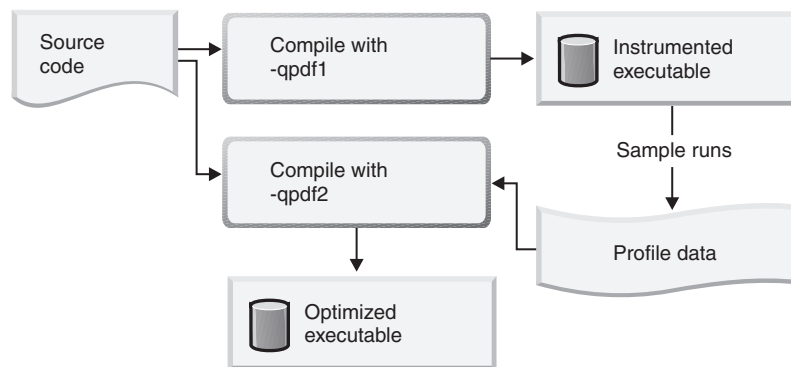 Source
code
Compile with
-qpdf1
Instrumented
executable
Sample runs
Compile with
-qpdf2
Profile data
Optimized
executable